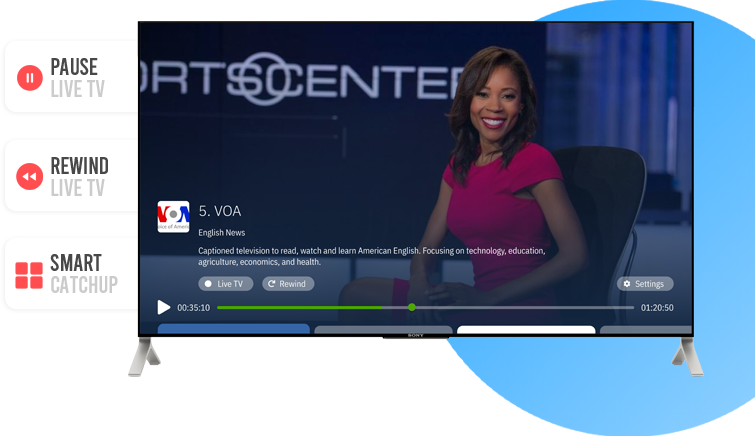 PAUSE
LIVE TV
REWIND
LIVE TV
SMART
CATCHUP
ORTSCENTE
VOA
Voice of America
5. VOA
English News
Captioned television to read, watch and learn American English. Focusing on technology, education,
agriculture, economics, and health.
Live TV
Rewind
Settings
00:35:10
01:20:50
SONY